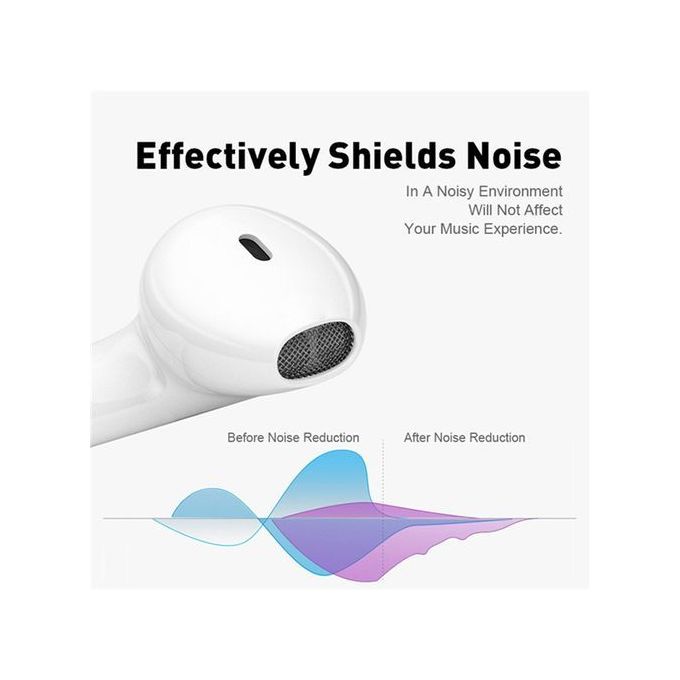 Effectively Shields Noise
In A Noisy Environment
Will Not Affect
Your Music Experience.
Before Noise Reduction
After Noise Reduction